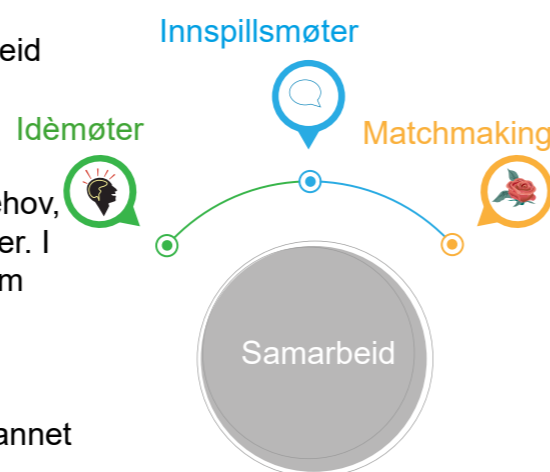 Innspillsmøter
eid
Idèmøter
Matchmaking
ehov,
er. I
m
Samarbeid
annet